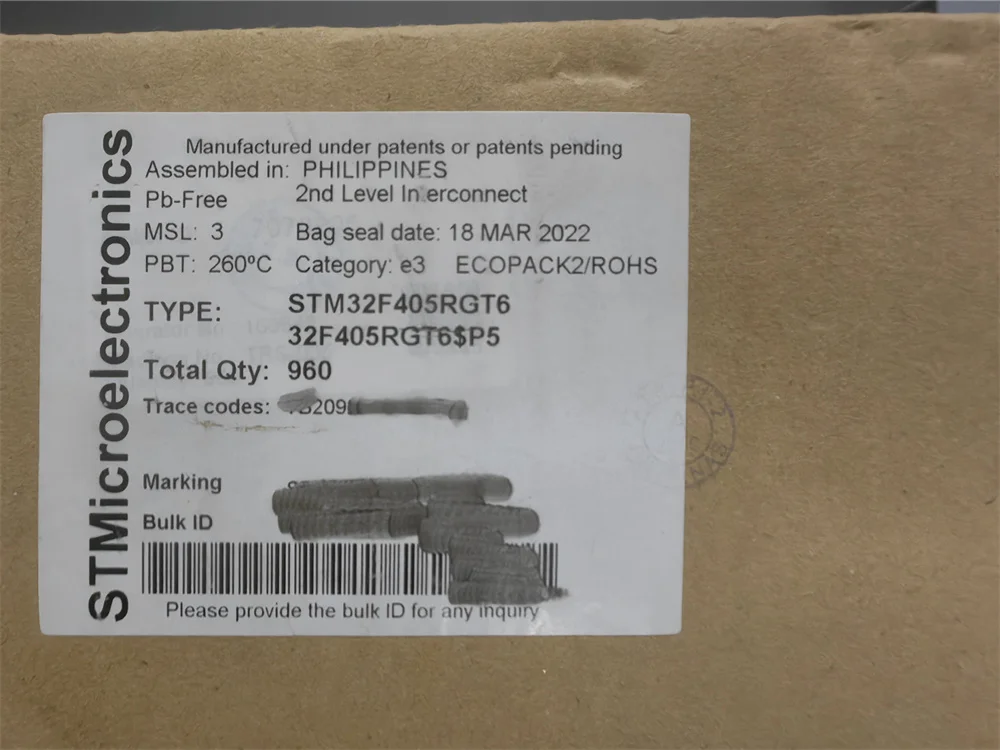 STMicroelectronics
Manufactured under patents or patents pending
Assembled in: PHILIPPINES
Pb-Free 2nd Level Interconnect
MSL: 3 Bag seal date: 18 MAR 2022
PBT: 260ºC Category: e3 ECOPACK2/ROHS
TYPE: STM32F405RGT6
32F405RGT6$P5
Total Qty: 960
Trace codes:
Marking
Bulk ID
Please provide the bulk ID for any inquiry